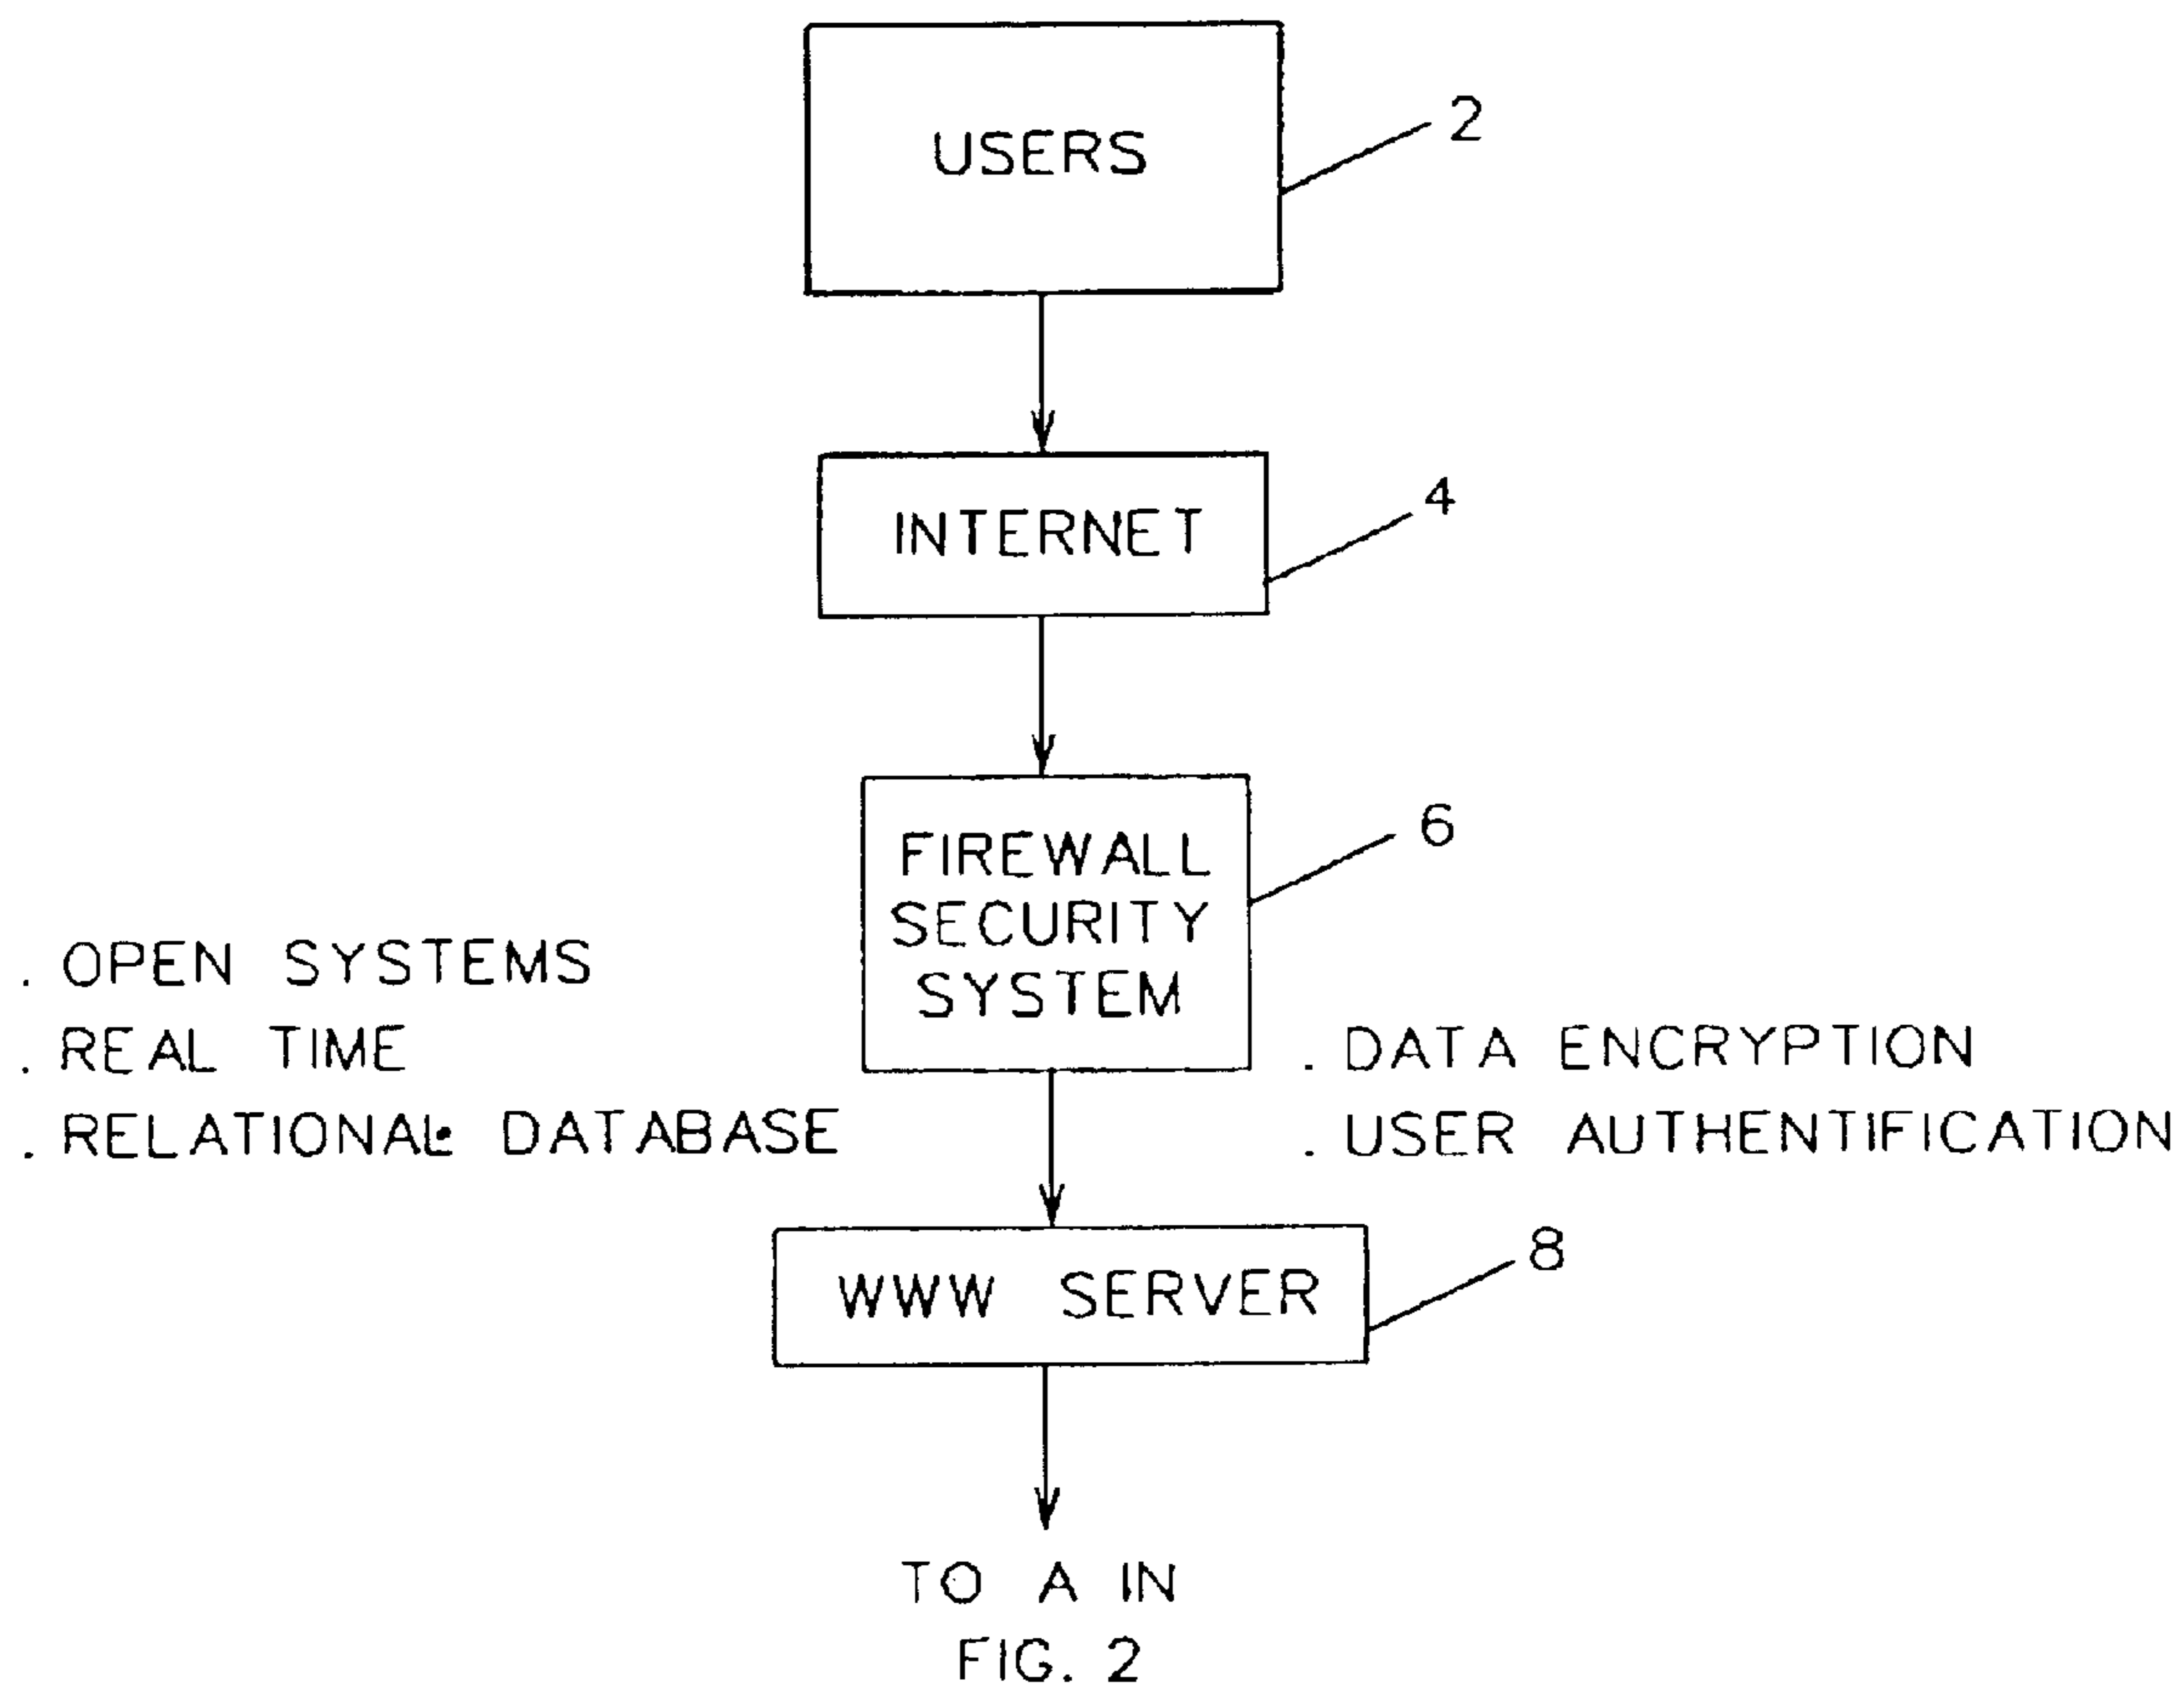 USERS
2
INTERNET
4
FIREWALL
SECURITY
SYSTEM
6
. OPEN SYSTEMS
. REAL TIME
. RELATIONAL DATABASE
. DATA ENCRYPTION
. USER AUTHENTIFICATION
WWW SERVER
8
TO A IN
FIG. 2